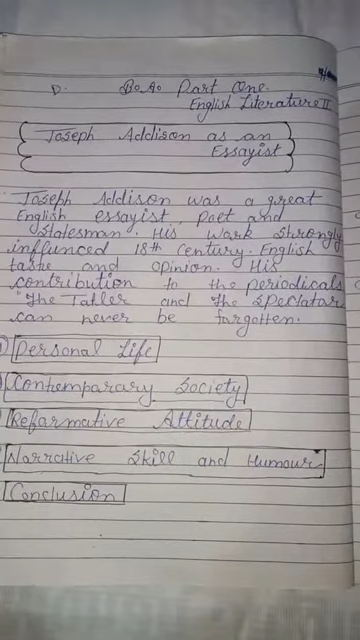 B.A. Part One.
English Literature II
Joseph Addison as an
Essayist
Joseph Addison was a great
English essayist, Poet and
Statesman. His Work Strongly
inffunced 18th Century. English
taste and opinion. His
contribution to the periodicals
"The Tatler and The Spectator
can never be forgotten.
Personal Life
Contemparary Society
Reformative Attitude
Narrative Skill and Humour
Conclusion